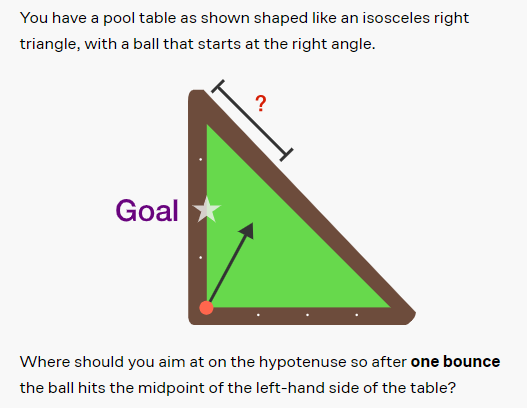 You have a pool table as shown shaped like an isosceles right
triangle, with a ball that starts at the right angle.
?
Goal
Where should you aim at on the hypotenuse so after one bounce
the ball hits the midpoint of the left-hand side of the table?